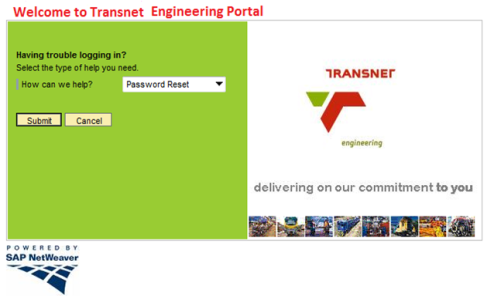 Welcome to Transnet Engineering Portal
Having trouble logging in?
Select the type of help you need.
How can we help? Password Reset
Submit Cancel
TRANSNET
engineering
delivering on our commitment to you
POWERED BY
SAP NetWeaver